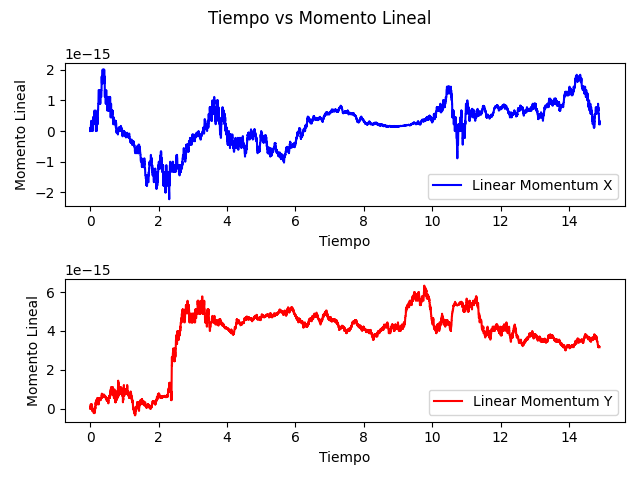 Tiempo vs Momento Lineal
1e−15
2
1
0
−1
−2
Momento Lineal
Linear Momentum X
0 2 4 6 8 10 12 14
Tiempo
1e−15
6
4
2
0
Momento Lineal
Linear Momentum Y
0 2 4 6 8 10 12 14
Tiempo